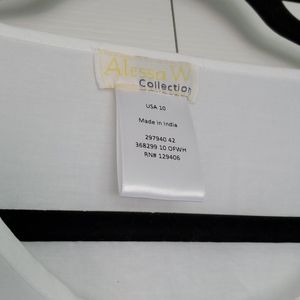 Alessa W
Collection
USA 10
Made in India
297940 42
368299 10 OFWH
RN# 129406